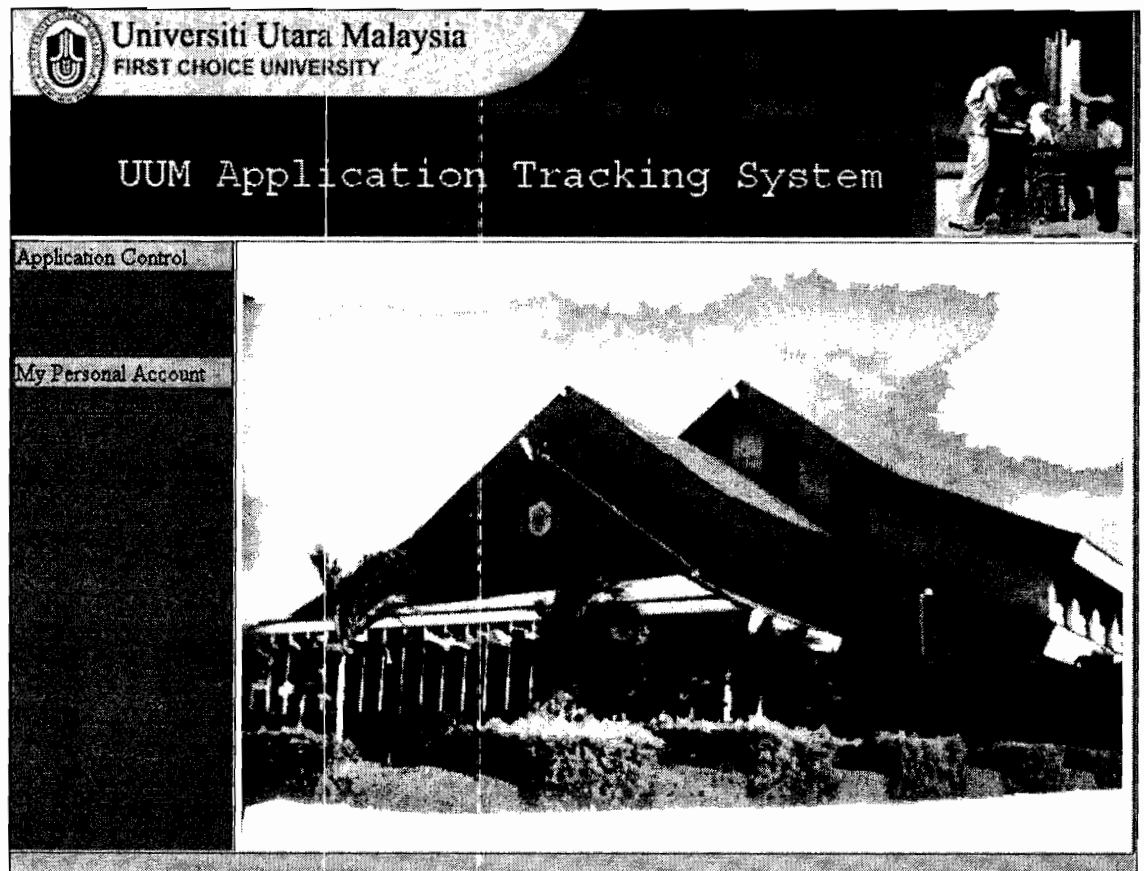 Universiti Utara Malaysia
FIRST CHOICE UNIVERSITY
UUM Application Tracking System
Application Control
My Personal Account